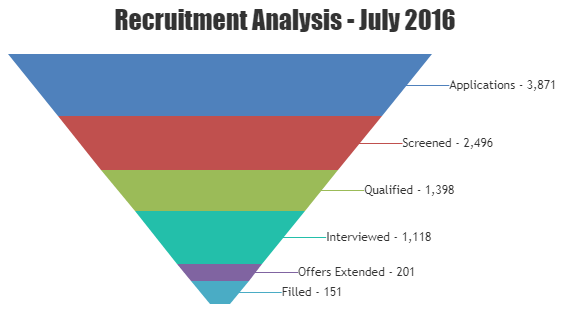 Recruitment Analysis - July 2016
Applications - 3,871
Screened - 2,496
Qualified - 1,398
Interviewed - 1,118
Offers Extended - 201
Filled - 151